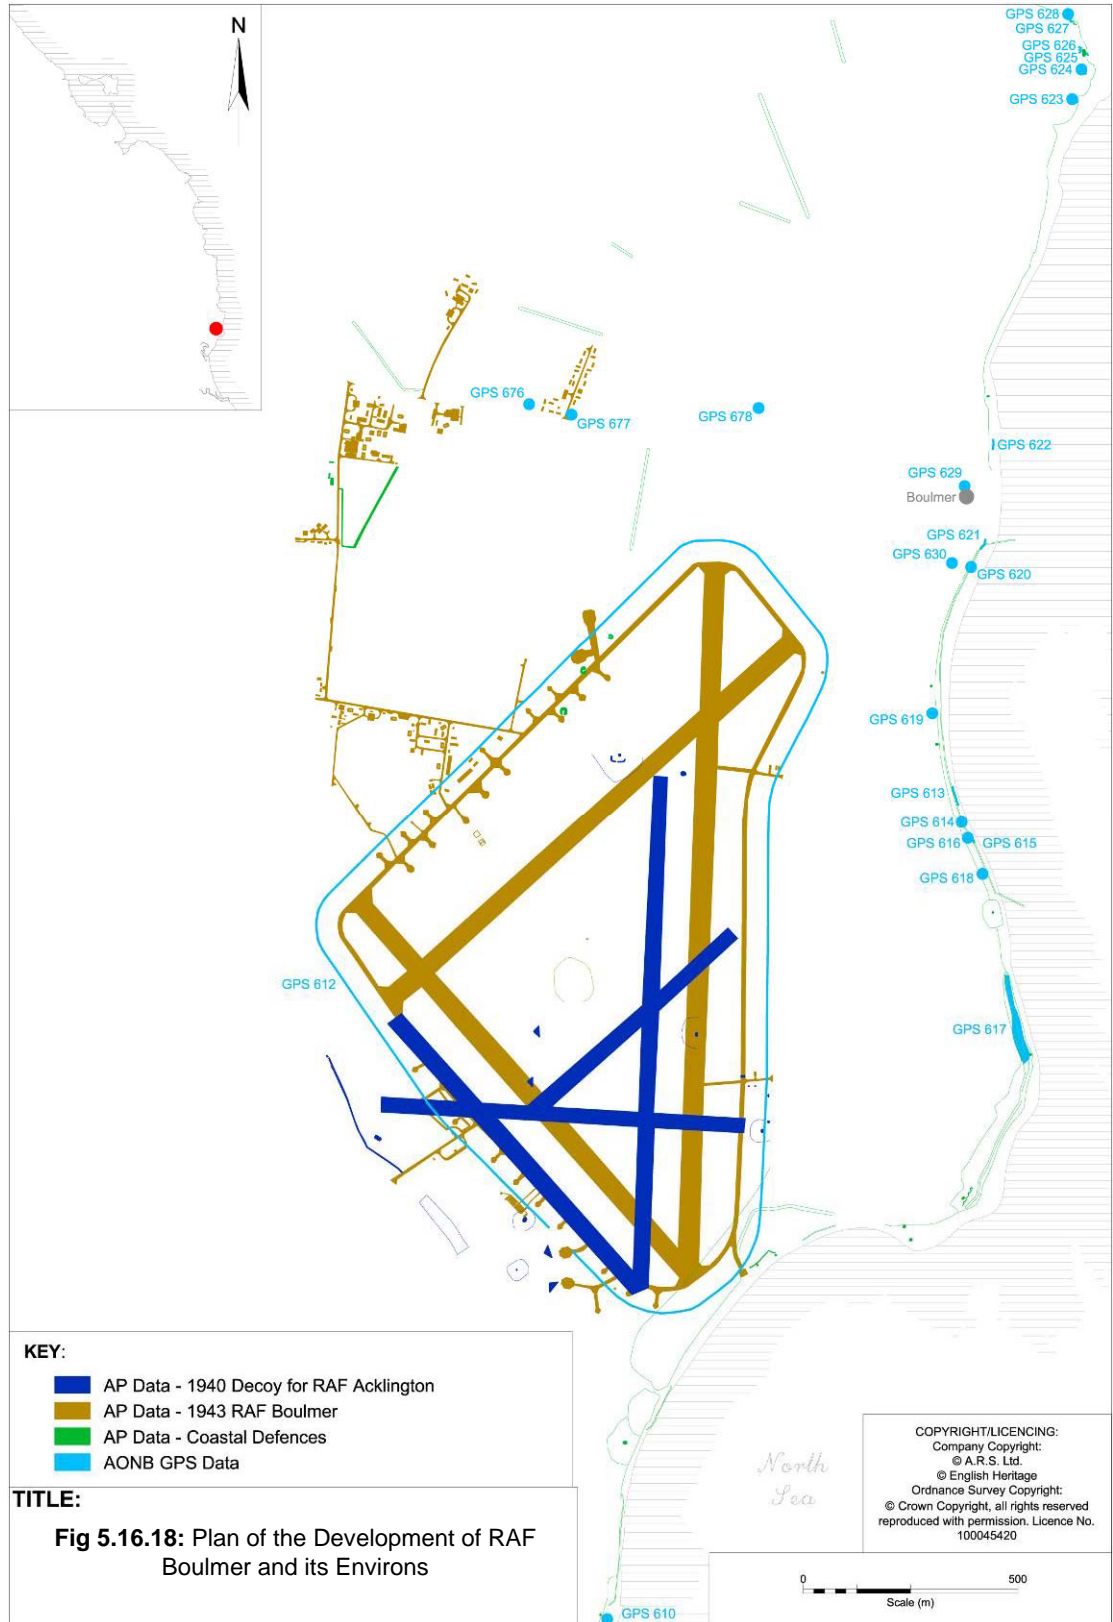 N
GPS 628
GPS 627
GPS 626
GPS 625
GPS 624
GPS 623
GPS 676
GPS 677
GPS 678
GPS 622
GPS 629
Boulmer
GPS 621
GPS 630
GPS 620
GPS 619
GPS 613
GPS 614
GPS 616
GPS 615
GPS 618
GPS 612
GPS 617
KEY:
AP Data - 1940 Decoy for RAF Acklington
AP Data - 1943 RAF Boulmer
AP Data - Coastal Defences
AONB GPS Data
North
Sea
COPYRIGHT/LICENCING:
Company Copyright:
© A.R.S. Ltd.
© English Heritage
Ordnance Survey Copyright:
© Crown Copyright, all rights reserved
reproduced with permission. Licence No.
100045420
TITLE:
Fig 5.16.18: Plan of the Development of RAF
Boulmer and its Environs
0 500
Scale (m)
GPS 610